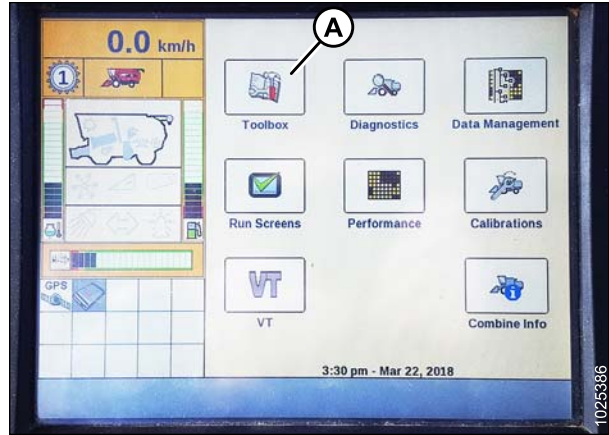 A
0.0 km/h
1
Toolbox
Diagnostics
Data Management
Run Screens
Performance
Calibrations
GPS
VT
VT
Combine Info
3:30 pm - Mar 22, 2018
1025386